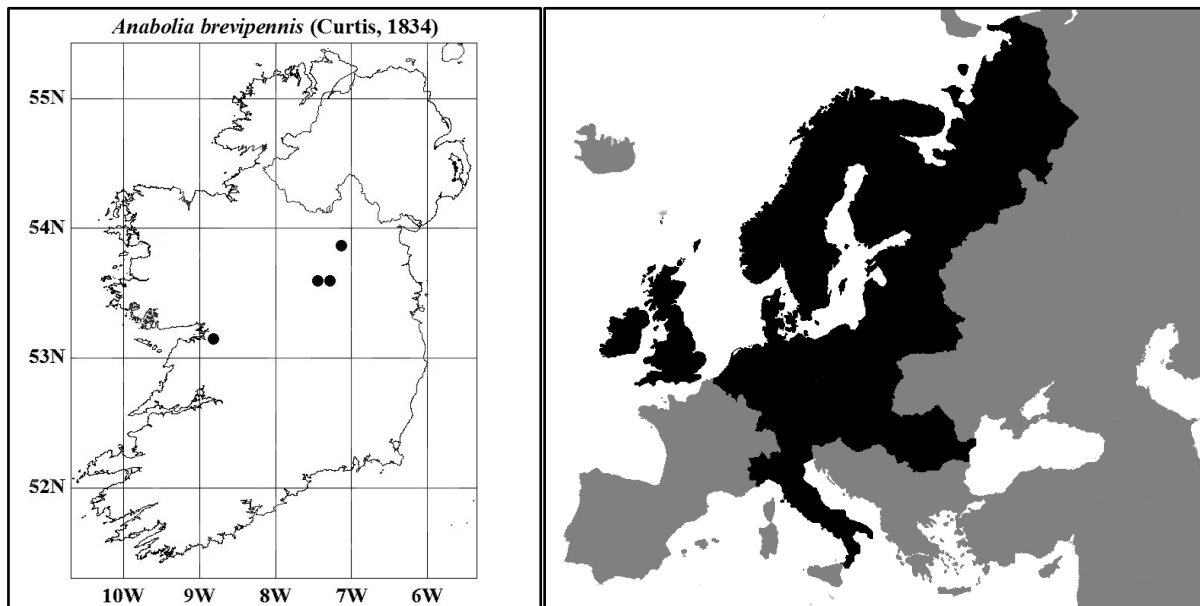 Anabolia brevipennis (Curtis, 1834)
55N
54N
53N
52N
10W 9W 8W 7W 6W